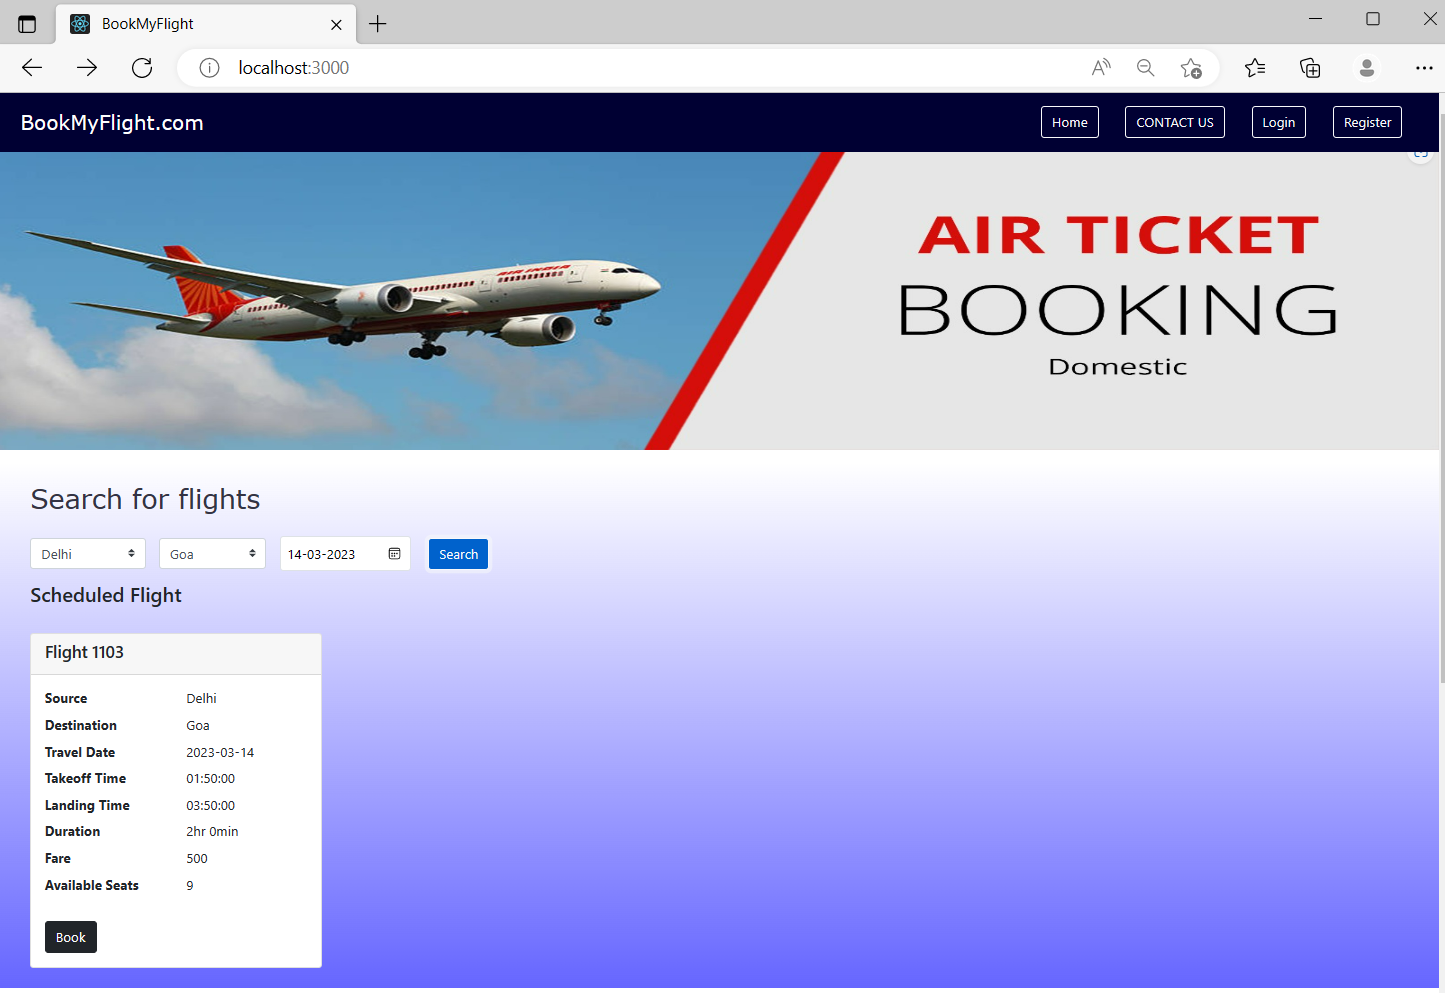 BookMyFlight
localhost:3000
BookMyFlight.com
Home
CONTACT US
Login
Register
AIR INDIA
AIR TICKET
BOOKING
Domestic
Search for flights
Delhi
Goa
14-03-2023
Search
Scheduled Flight
Flight 1103
Source Delhi
Destination Goa
Travel Date 2023-03-14
Takeoff Time 01:50:00
Landing Time 03:50:00
Duration 2hr 0min
Fare 500
Available Seats 9
Book